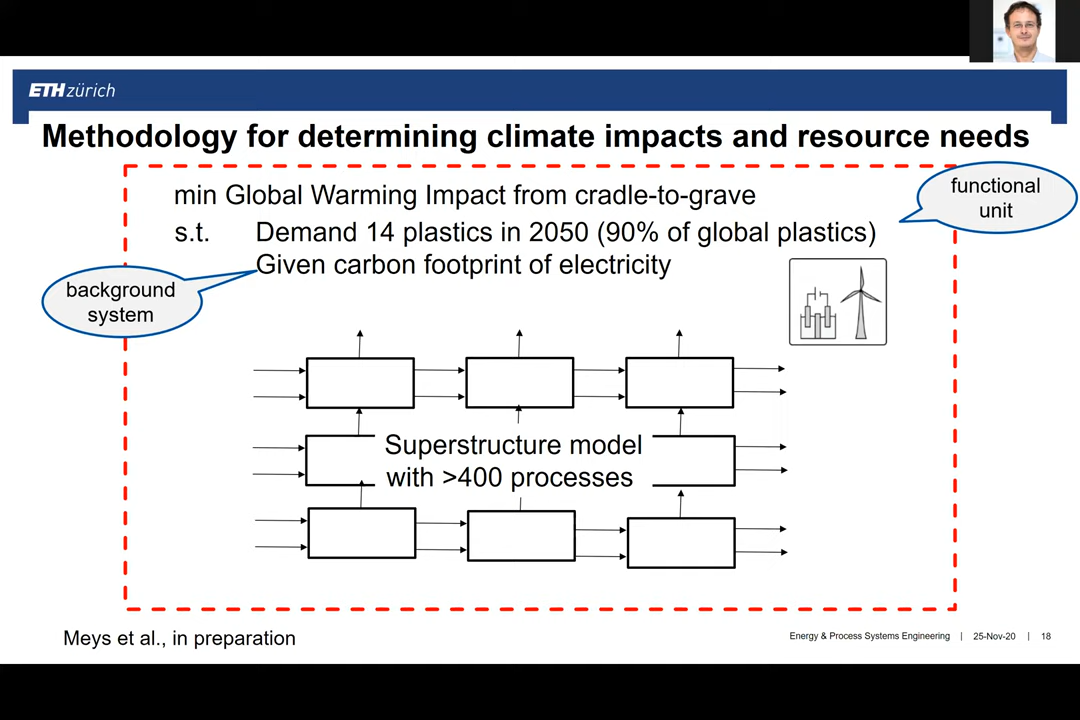 ETH zürich
Methodology for determining climate impacts and resource needs
min Global Warming Impact from cradle-to-grave
functional
unit
s.t. Demand 14 plastics in 2050 (90% of global plastics)
Given carbon footprint of electricity
background
system
Superstructure model
with >400 processes
Meys et al., in preparation
Energy & Process Systems Engineering | 25-Nov-20 | 18